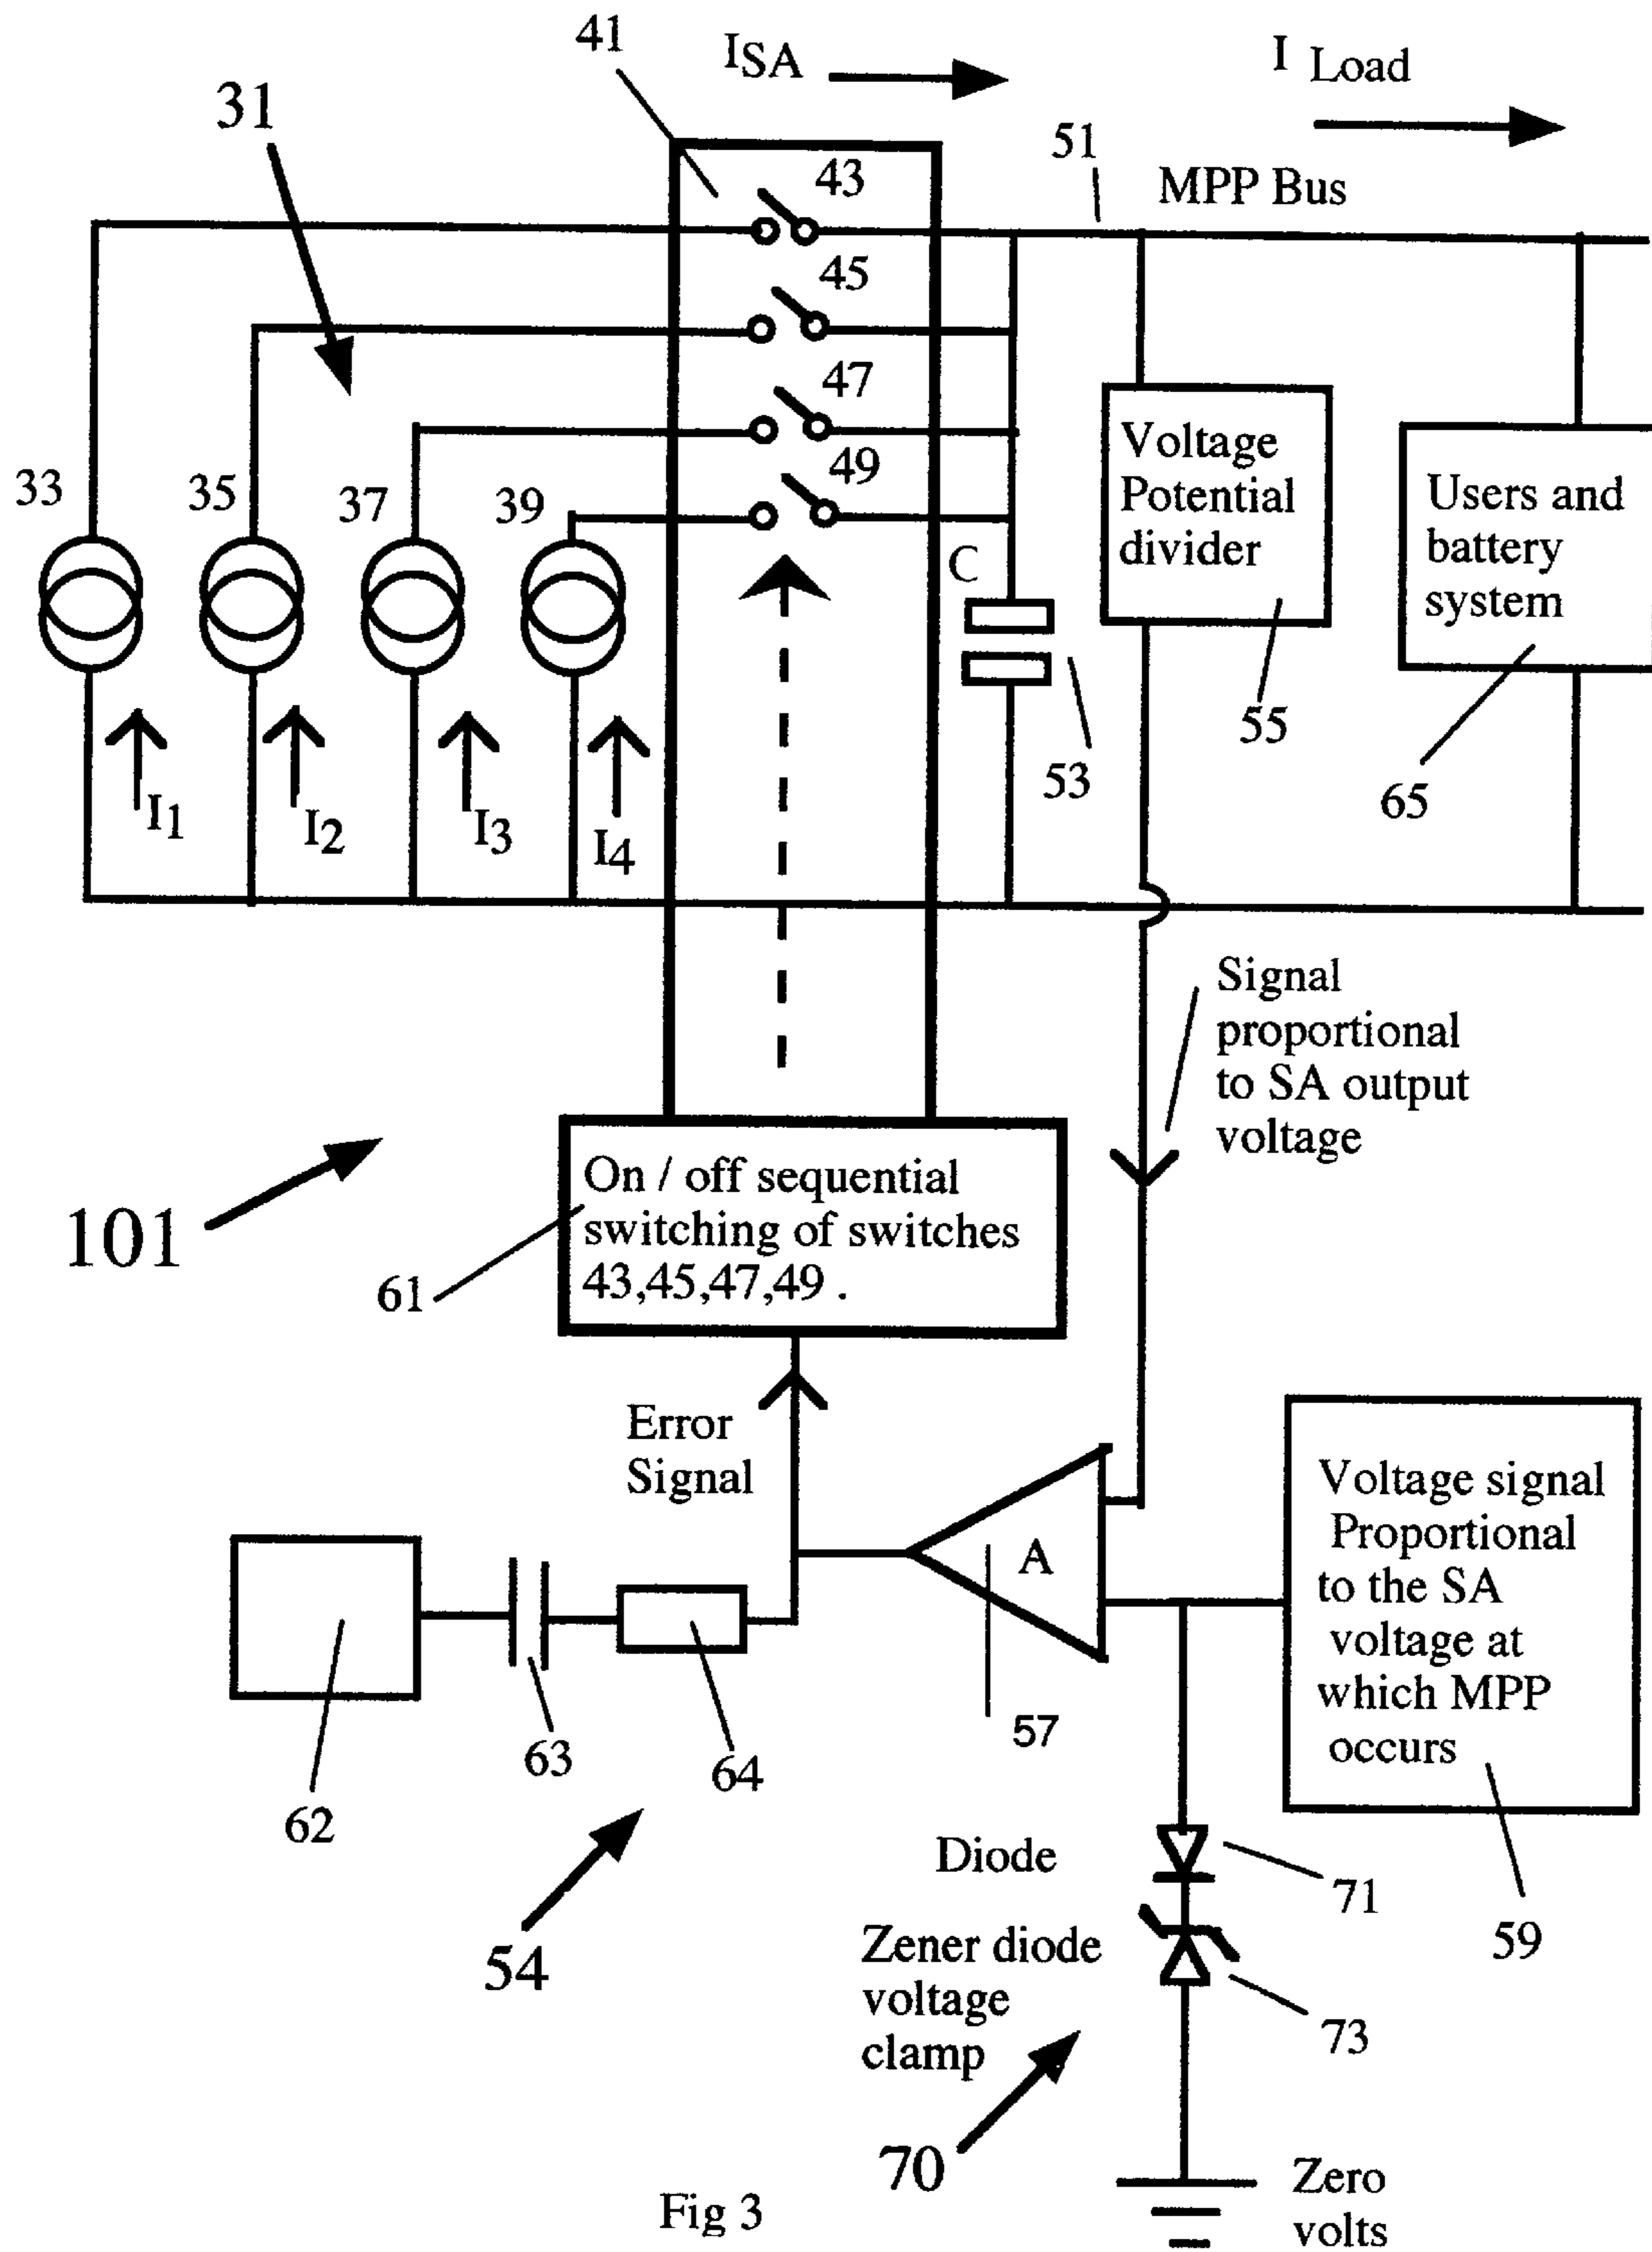 41
ISA
I Load
31
51
MPP Bus
43
45
47
49
33
35
37
39
C
Voltage
Potential
divider
Users and
battery
system
55
53
65
I1
I2
I3
I4
Signal
proportional
to SA output
voltage
101
On / off sequential
switching of switches
43,45,47,49 .
61
Error
Signal
A
Voltage signal
Proportional
to the SA
voltage at
which MPP
occurs
57
63
64
62
Diode
71
54
Zener diode
voltage
clamp
59
73
70
Zero
volts
Fig 3